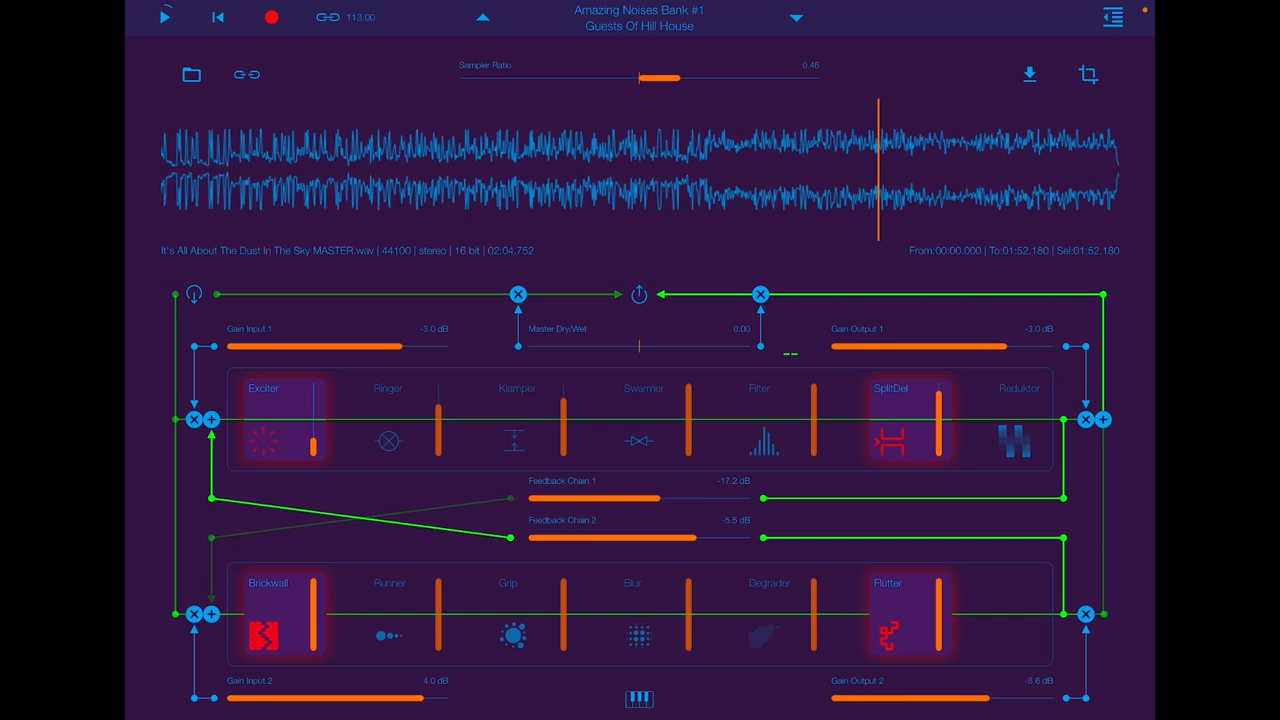 113.00
Amazing Noises Bank #1
Guests Of Hill House
Sampler Ratio 0.46
It's All About The Dust In The Sky MASTER.wav | 44100 | stereo | 16 bit | 02:04.752
From:00:00.000 | To:01:52.180 | Sel:01:52.180
Gain Input 1 -3.0 dB
Master Dry/Wet 0.00
Gain Output 1 -3.0 dB
Exciter Ringer Klamper Swarmer Filter SplitDel Reduktor
Feedback Chain 1 -17.2 dB
Feedback Chain 2 -5.5 dB
Brickwall Runner Grip Blur Degrader Flutter
Gain Input 2 4.0 dB
Gain Output 2 -8.6 dB